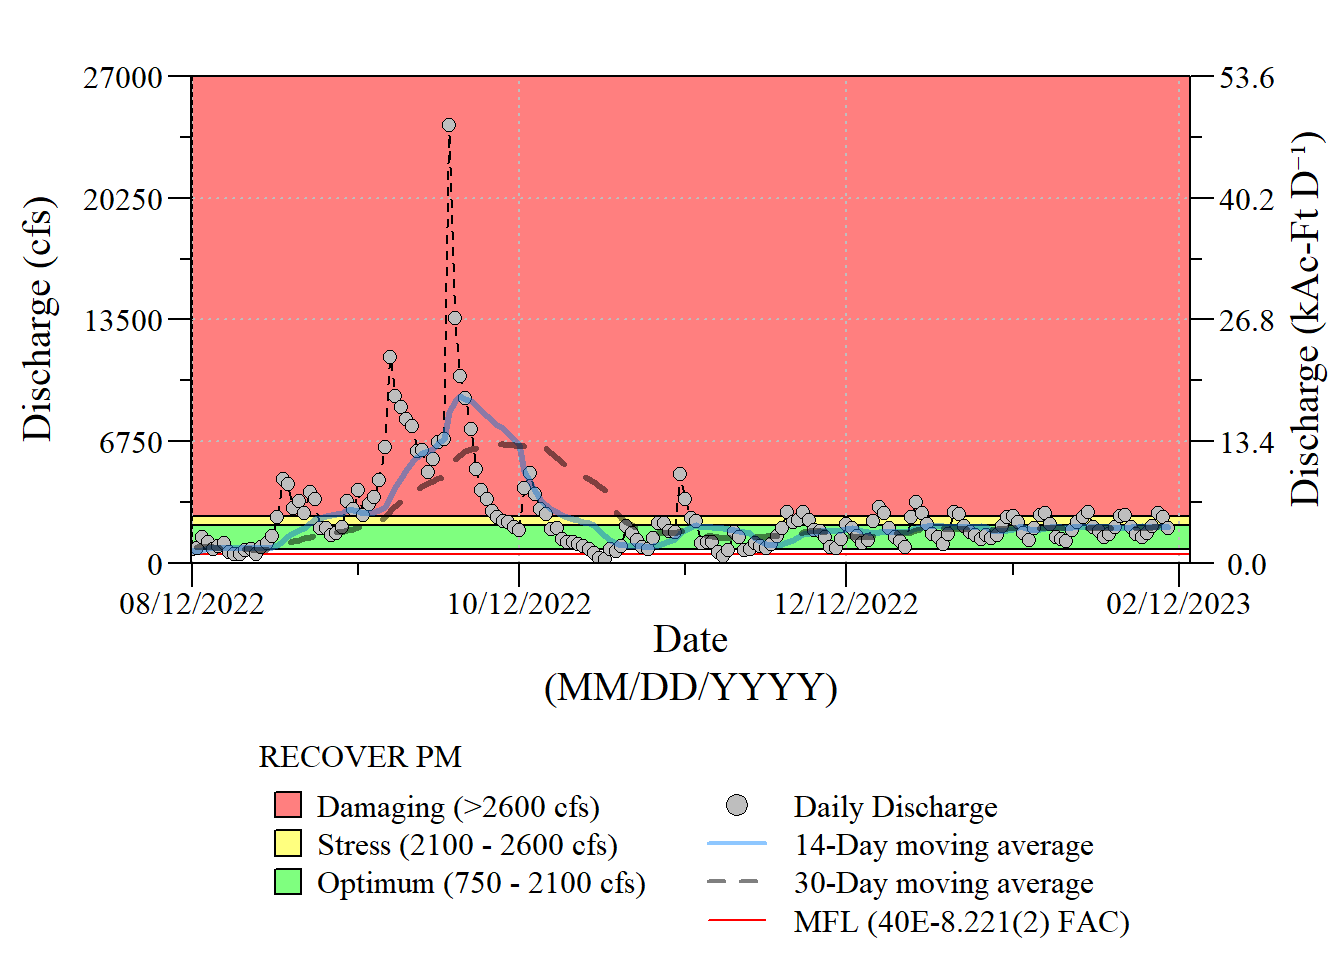 27000
20250
13500
6750
0
Discharge (cfs)
53.6
40.2
26.8
13.4
0.0
Discharge (kAc-Ft D⁻¹)
08/12/2022 10/12/2022 12/12/2022 02/12/2023
Date
(MM/DD/YYYY)
RECOVER PM
Damaging (>2600 cfs)
Stress (2100 - 2600 cfs)
Optimum (750 - 2100 cfs)
Daily Discharge
14-Day moving average
30-Day moving average
MFL (40E-8.221(2) FAC)